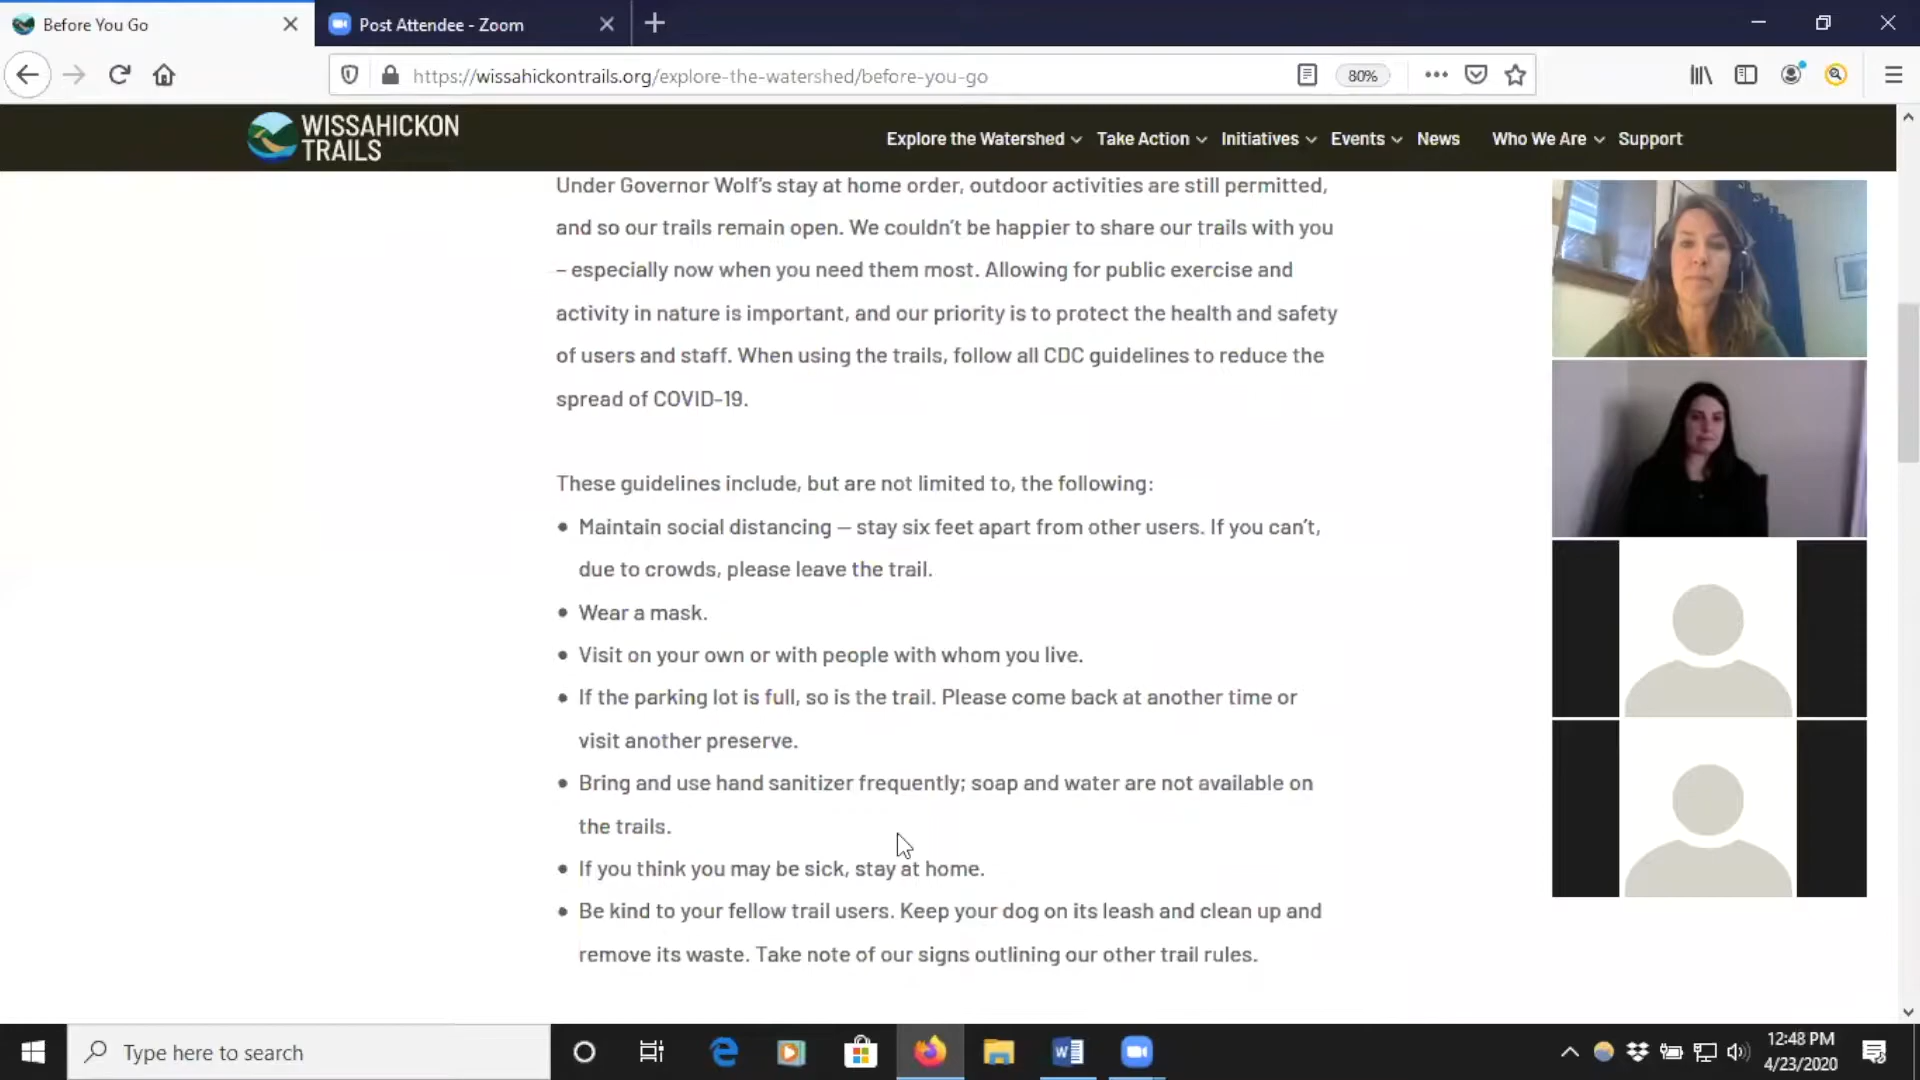 Before You Go
Post Attendee - Zoom
https://wissahickontrails.org/explore-the-watershed/before-you-go
80%
WISSAHICKON
TRAILS
Explore the Watershed Take Action Initiatives Events News Who We Are Support
Under Governor Wolf's stay at home order, outdoor activities are still permitted,
and so our trails remain open. We couldn't be happier to share our trails with you
– especially now when you need them most. Allowing for public exercise and
activity in nature is important, and our priority is to protect the health and safety
of users and staff. When using the trails, follow all CDC guidelines to reduce the
spread of COVID-19.
These guidelines include, but are not limited to, the following:
• Maintain social distancing — stay six feet apart from other users. If you can't,
due to crowds, please leave the trail.
• Wear a mask.
• Visit on your own or with people with whom you live.
• If the parking lot is full, so is the trail. Please come back at another time or
visit another preserve.
• Bring and use hand sanitizer frequently; soap and water are not available on
the trails.
• If you think you may be sick, stay at home.
• Be kind to your fellow trail users. Keep your dog on its leash and clean up and
remove its waste. Take note of our signs outlining our other trail rules.
Type here to search
12:48 PM
4/23/2020